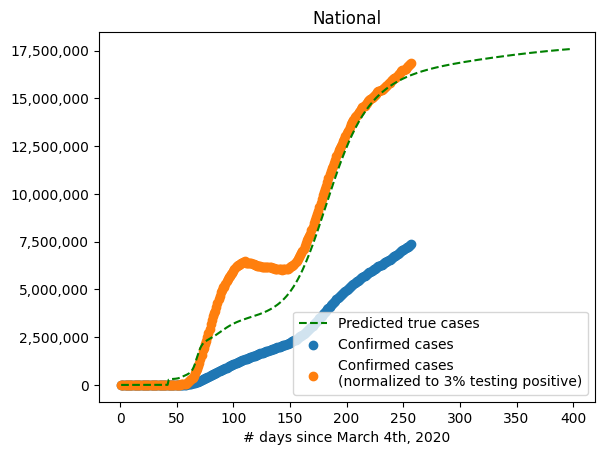 National
17,500,000
15,000,000
12,500,000
10,000,000
7,500,000
5,000,000
2,500,000
0
Predicted true cases
Confirmed cases
Confirmed cases
(normalized to 3% testing positive)
0 50 100 150 200 250 300 350 400
# days since March 4th, 2020